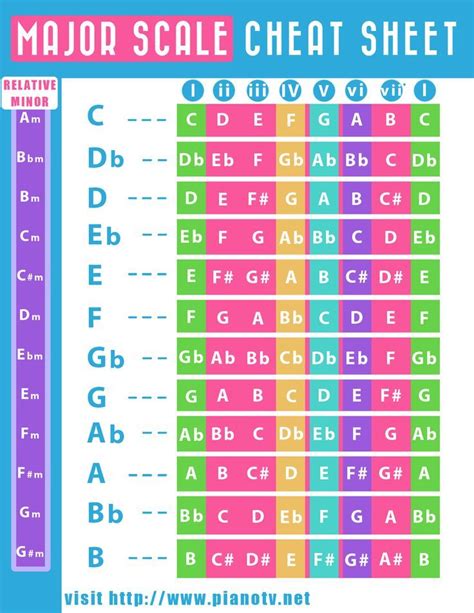 MAJOR SCALE CHEAT SHEET
RELATIVE
MINOR
I ii iii IV V vi vii° I
Am C --- C D E F G A B C
Bbm Db --- Db Eb F Gb Ab Bb C Db
Bm D --- D E F# G A B C# D
Cm Eb -- Eb F G Ab Bb C D Eb
C#m E --- E F# G# A B C# D# E
Dm F --- F G A Bb C D E F
Ebm Gb -- Gb Ab Bb Cb Db Eb F Gb
Em G --- G A B C D E F# G
Fm Ab -- Ab Bb C Db Eb F G Ab
F#m A --- A B C# D E F# G# A
Gm Bb -- Bb C D Eb F G A Bb
G#m B --- B C# D# E F# G# A# B
visit http://www.pianotv.net